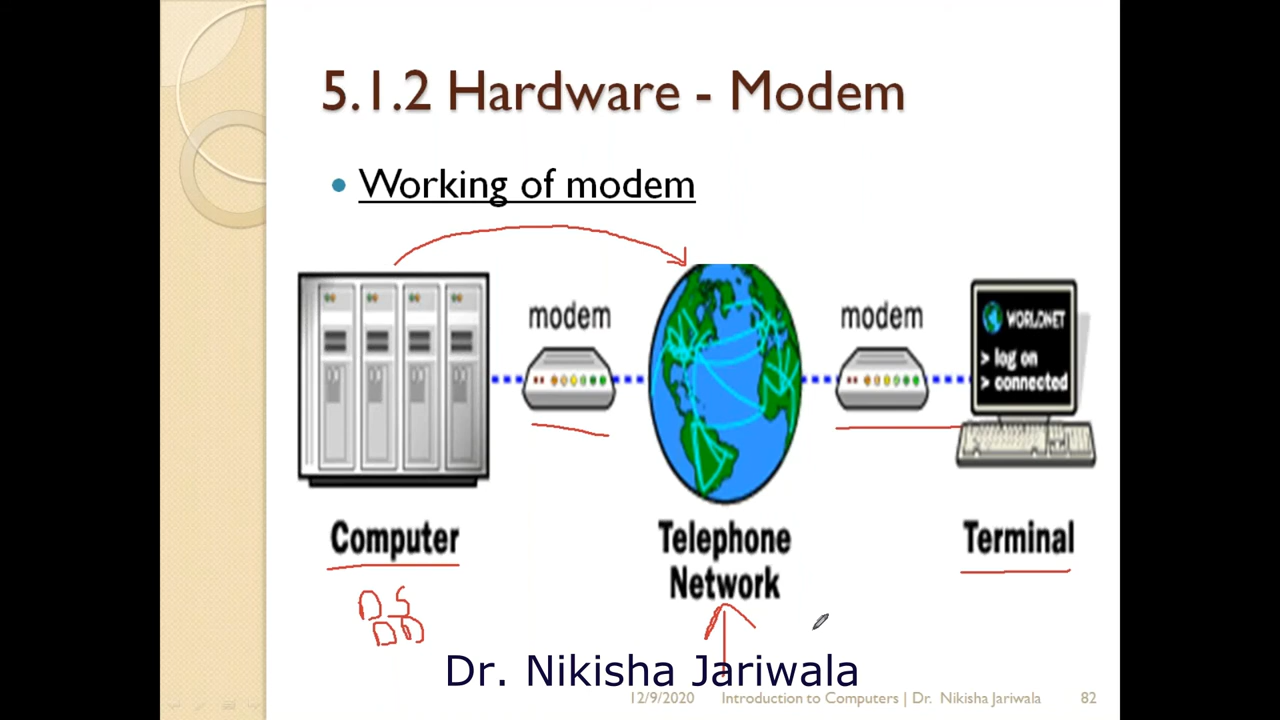 5.1.2 Hardware - Modem
Working of modem
modem
modem
WORLDNET
> log on
> connected
Computer
Telephone
Network
Terminal
Dr. Nikisha Jariwala
12/9/2020 Introduction to Computers | Dr. Nikisha Jariwala 82